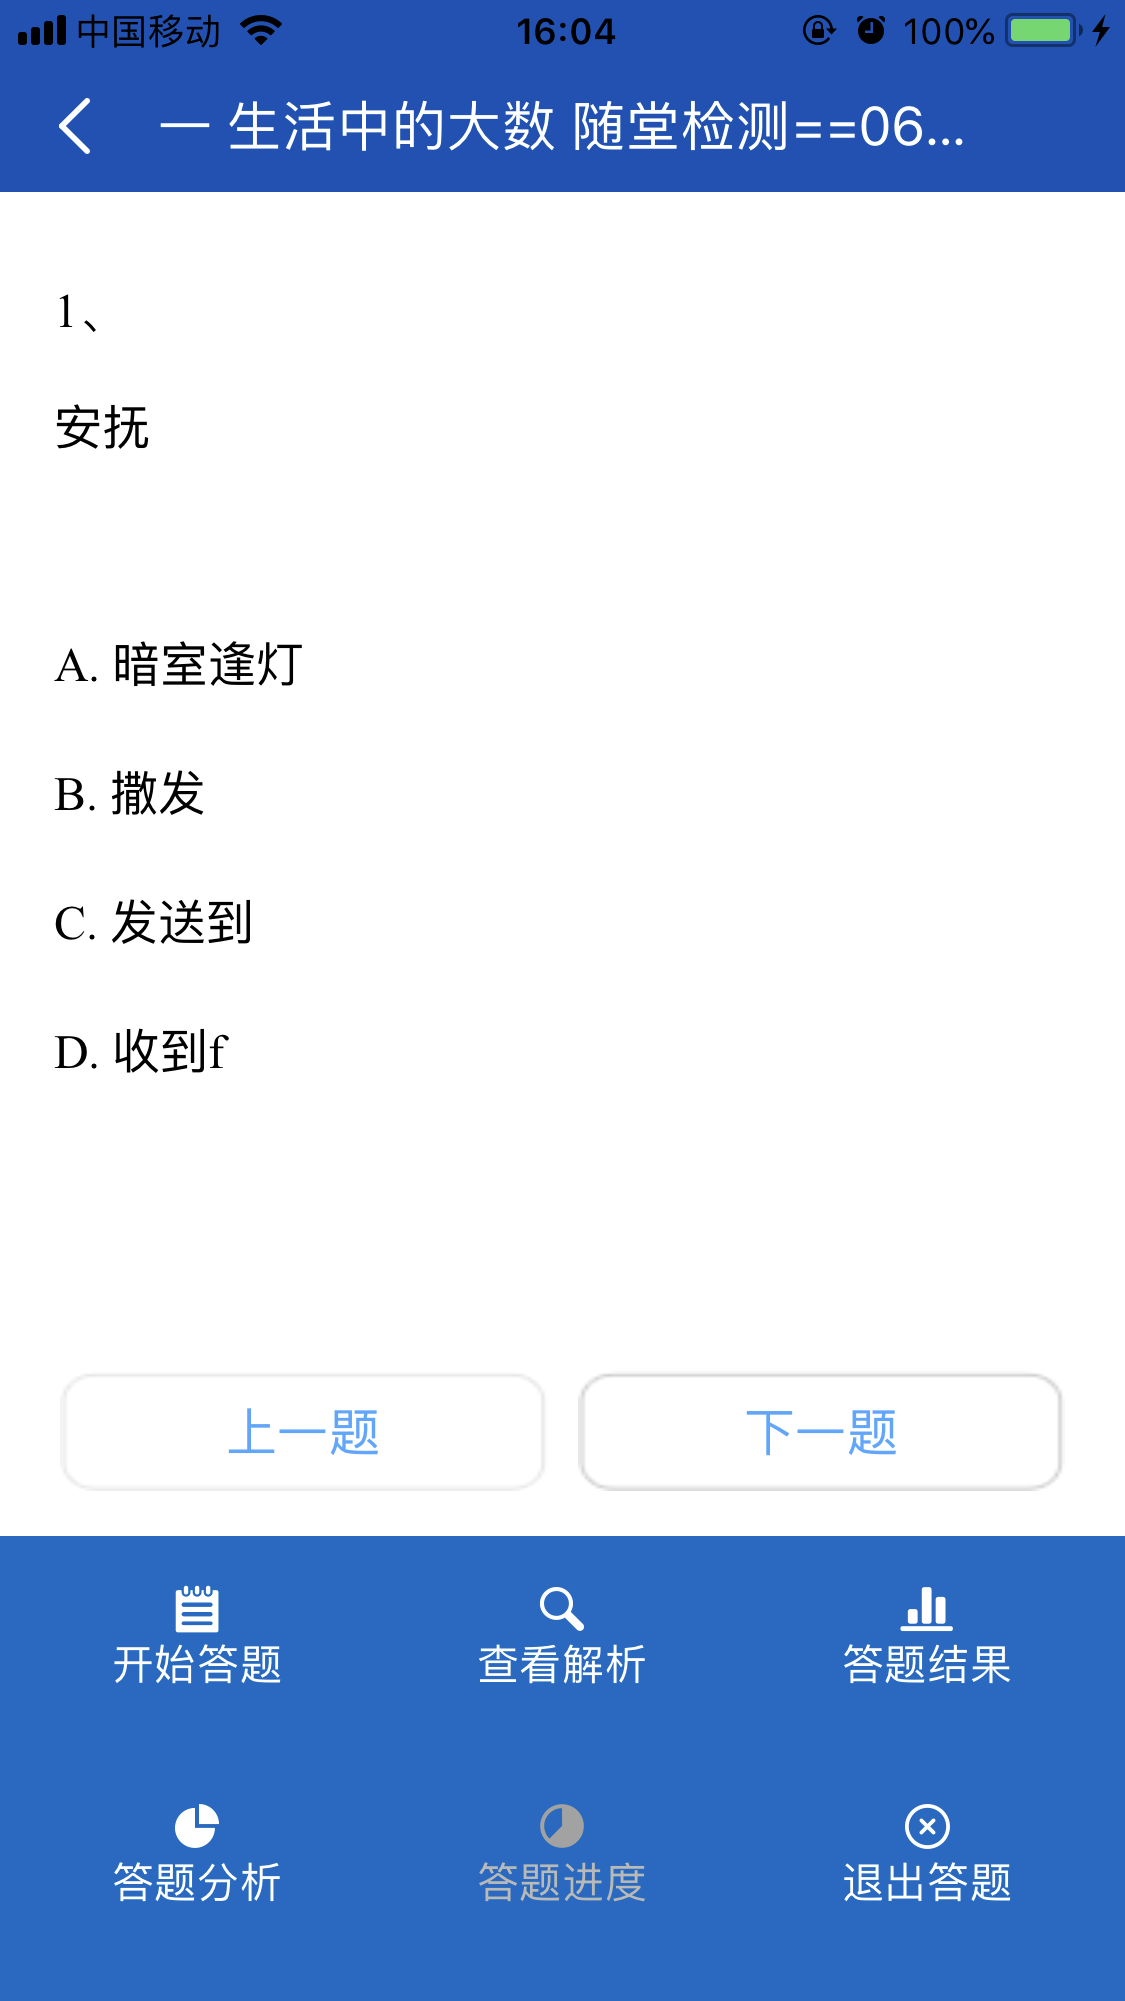 中国移动 16:04 100%
一 生活中的大数 随堂检测==06...
1、
安抚
A. 暗室逢灯
B. 撒发
C. 发送到
D. 收到f
上一题 下一题
开始答题 查看解析 答题结果
答题分析 答题进度 退出答题